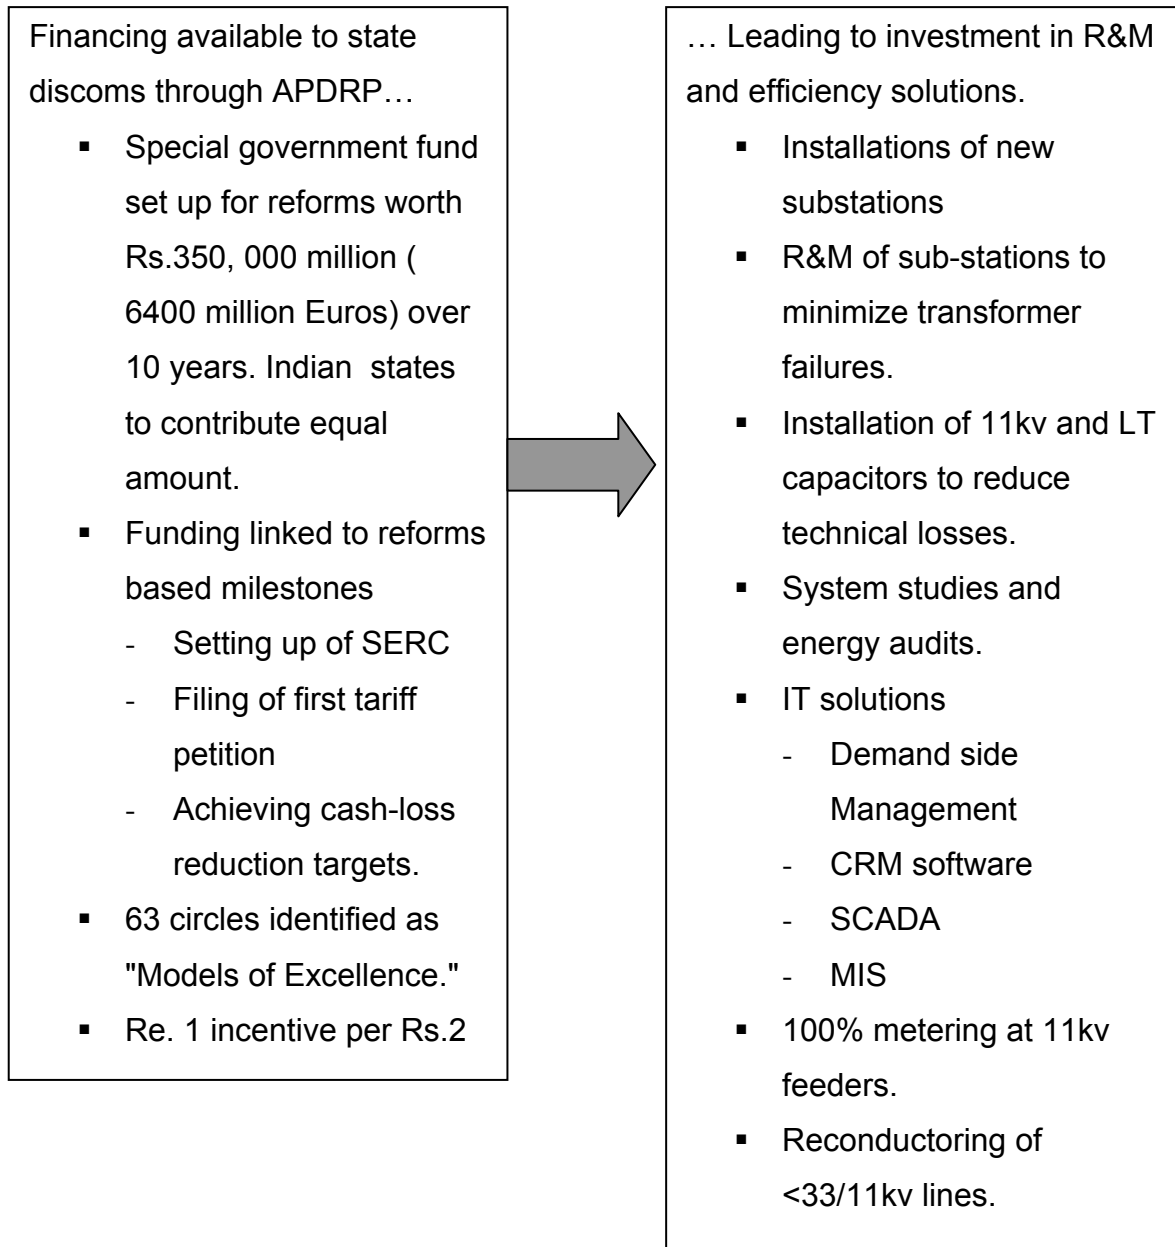 Financing available to state
discoms through APDRP…
▪ Special government fund
set up for reforms worth
Rs.350, 000 million (
6400 million Euros) over
10 years. Indian  states
to contribute equal
amount.
▪ Funding linked to reforms
based milestones
- Setting up of SERC
- Filing of first tariff
petition
- Achieving cash-loss
reduction targets.
▪ 63 circles identified as
"Models of Excellence."
▪ Re. 1 incentive per Rs.2
… Leading to investment in R&M
and efficiency solutions.
▪ Installations of new
substations
▪ R&M of sub-stations to
minimize transformer
failures.
▪ Installation of 11kv and LT
capacitors to reduce
technical losses.
▪ System studies and
energy audits.
▪ IT solutions
- Demand side
Management
- CRM software
- SCADA
- MIS
▪ 100% metering at 11kv
feeders.
▪ Reconductoring of
<33/11kv lines.